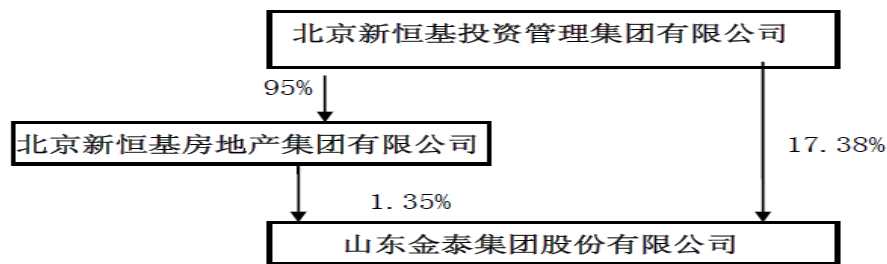 北京新恒基投资管理集团有限公司
95%
北京新恒基房地产集团有限公司
17.38%
1.35%
山东金泰集团股份有限公司